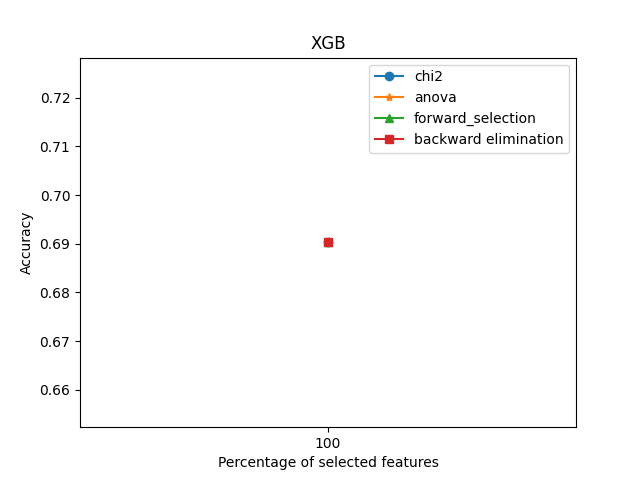 XGB
chi2
anova
forward_selection
backward elimination
0.72
0.71
0.70
0.69
0.68
0.67
0.66
Accuracy
100
Percentage of selected features